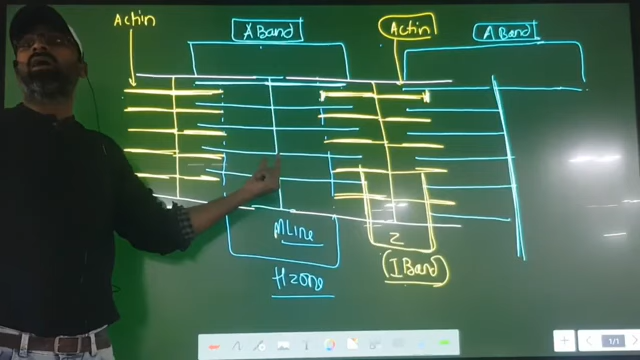 Actin
A Band
Actin
A Band
M Line
Z
H zone
(I Band)
1/1